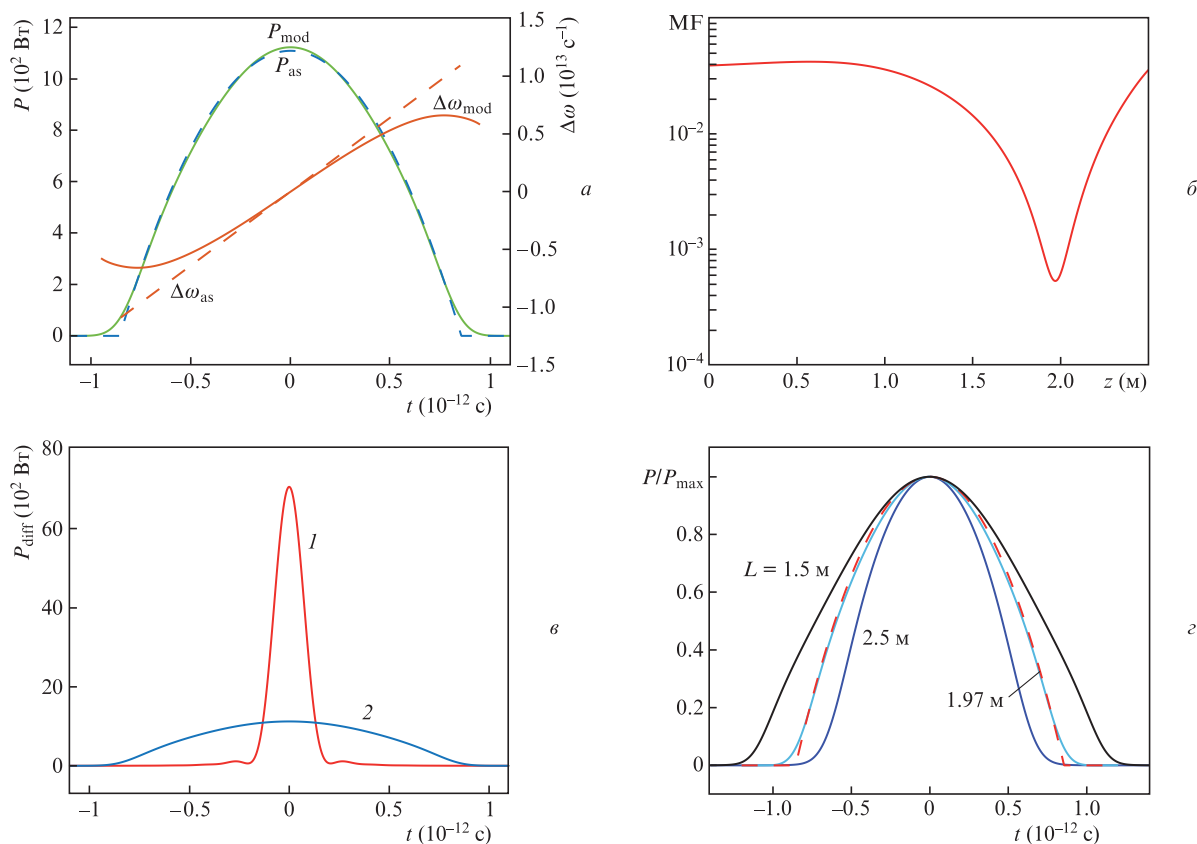 12
10
8
6
4
2
0
P (10² Вт)
P_mod
P_as
Δω_mod
Δω_as
1.5
1.0
0.5
0
−0.5
−1.0
−1.5
Δω (10¹³ с⁻¹)
−1
−0.5
0
0.5
1
t (10⁻¹² с)
а
MF
10⁻²
10⁻³
10⁻⁴
0
0.5
1.0
1.5
2.0
z (м)
б
80
60
40
20
0
P_diff (10² Вт)
1
2
−1
−0.5
0
0.5
1
t (10⁻¹² с)
в
P/P_max
0.8
0.6
0.4
0.2
0
L = 1.5 м
2.5 м
1.97 м
−1.0
−0.5
0
0.5
1.0
t (10⁻¹² с)
г